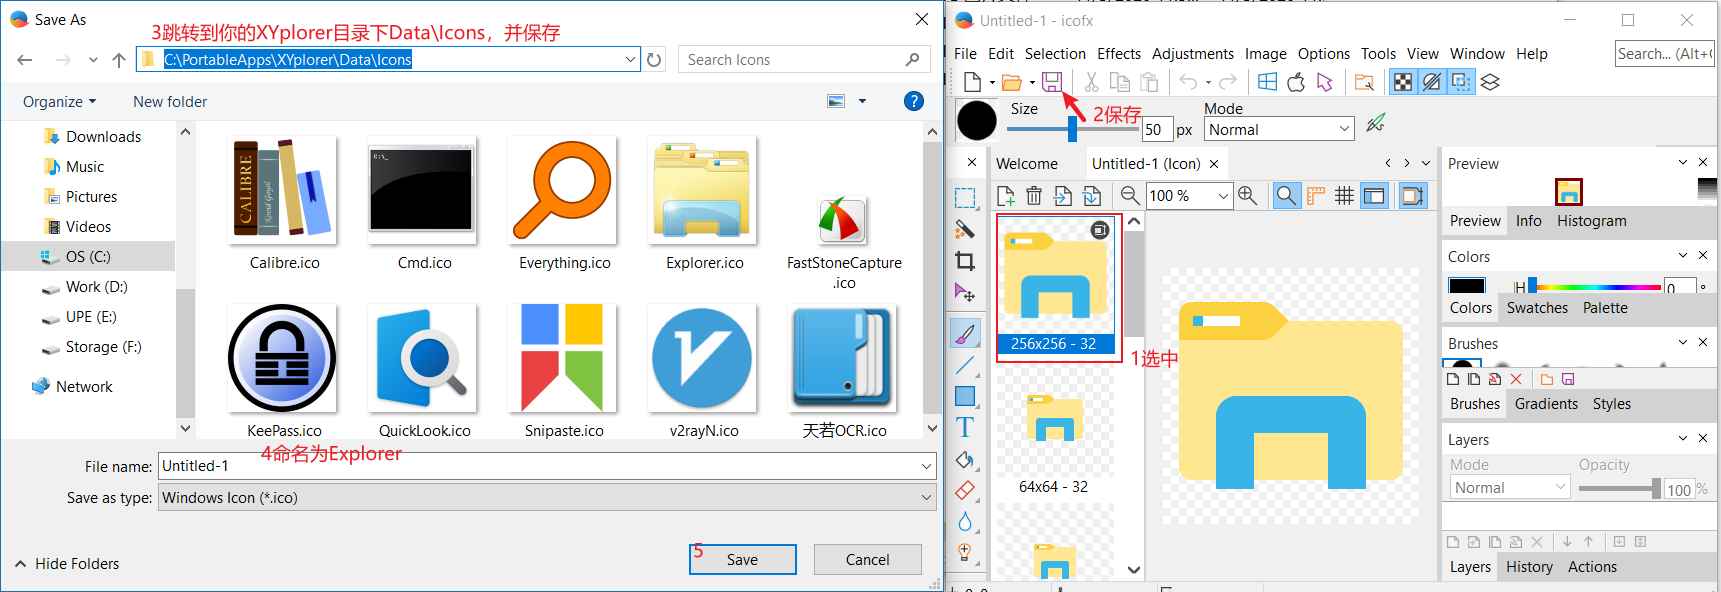 Save As
3跳转到你的XYplorer目录下Data\Icons，并保存
C:\PortableApps\XYplorer\Data\Icons
Search Icons
Organize
New folder
Downloads
Music
Pictures
Videos
OS (C:)
Work (D:)
UPE (E:)
Storage (F:)
Network
CALIBRE
Kovid Goyal
C:\_
Calibre.ico
Cmd.ico
Everything.ico
Explorer.ico
FastStoneCapture
.ico
KeePass.ico
QuickLook.ico
Snipaste.ico
v2rayN.ico
天若OCR.ico
4命名为Explorer
File name:
Untitled-1
Save as type:
Windows Icon (*.ico)
Hide Folders
5
Save
Cancel
Untitled-1 - icofx
File Edit Selection Effects Adjustments Image Options Tools View Window Help
Search... (Alt+
2保存
Size
50 px
Mode
Normal
Welcome
Untitled-1 (Icon)
100 %
256x256 - 32
1选中
64x64 - 32
Preview
Preview Info Histogram
Colors
H
0 °
Colors Swatches Palette
Brushes
Brushes Gradients Styles
Layers
Mode
Opacity
Normal
100 %
Layers History Actions